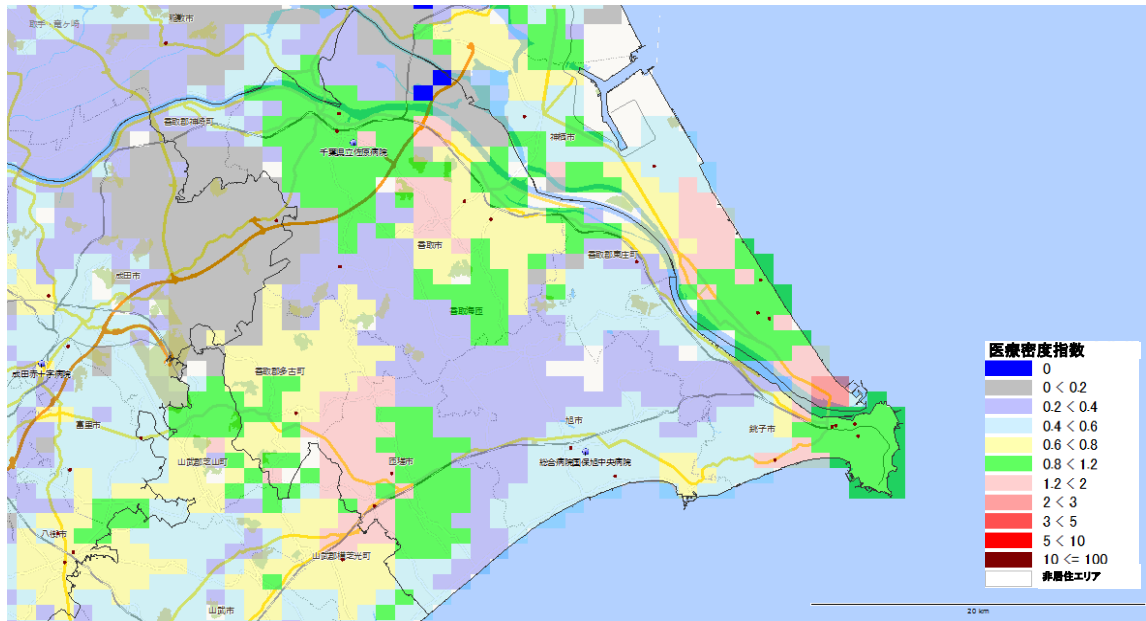 稲敷市
取手・竜ヶ崎
香取郡神崎町
千葉県立佐原病院
神栖市
香取市
香取郡東庄町
成田市
香取海匝
成田赤十字病院
香取郡多古町
富里市
旭市
銚子市
山武郡芝山町
匝瑳市
総合病院国保旭中央病院
八街市
山武郡横芝光町
山武市
医療密度指数
0
0 < 0.2
0.2 < 0.4
0.4 < 0.6
0.6 < 0.8
0.8 < 1.2
1.2 < 2
2 < 3
3 < 5
5 < 10
10 <= 100
非居住エリア
20 km